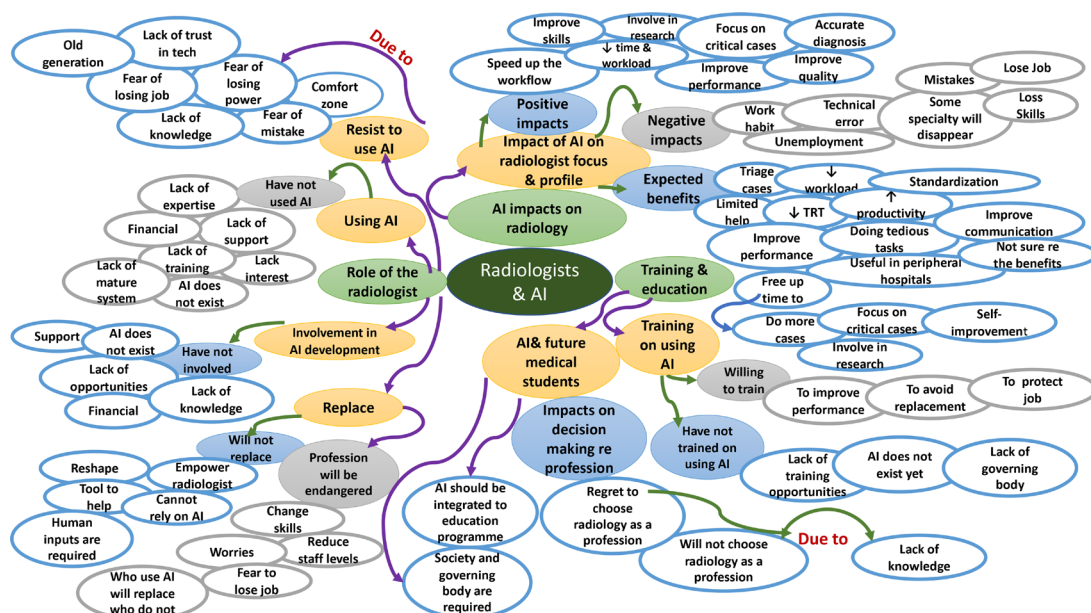 Old
generation
Lack of trust
in tech
Fear of
losing job
Fear of
losing
power
Comfort
zone
Lack of
knowledge
Fear of
mistake
Due to
Resist to
use AI
Improve
skills
Involve in
research
Focus on
critical cases
Accurate
diagnosis
Speed up the
workflow
↓ time &
workload
Improve
performance
Improve
quality
Positive
impacts
Impact of AI on
radiologist focus
& profile
Negative
impacts
Mistakes
Lose Job
Work
habit
Technical
error
Some
specialty will
disappear
Loss
Skills
Unemployment
Expected
benefits
Triage
cases
↓
workload
Standardization
Limited
help
↓ TRT
↑
productivity
Improve
communication
Improve
performance
Doing tedious
tasks
Not sure re
the benefits
Useful in peripheral
hospitals
Free up
time to
Do more
cases
Focus on
critical cases
Self-
improvement
Involve in
research
AI impacts on
radiology
Have not
used AI
Using AI
Lack of
expertise
Financial
Lack of
support
Lack of
training
Lack
interest
Lack of
mature
system
AI does
not exist
Role of the
radiologist
Radiologists
& AI
Training &
education
Involvement in
AI development
Support
AI does
not exist
Have not
involved
Lack of
opportunities
Financial
Lack of
knowledge
Replace
Will not
replace
Profession
will be
endangered
Reshape
Empower
radiologist
Tool to
help
Cannot
rely on AI
Human
inputs are
required
Change
skills
Worries
Reduce
staff levels
Who use AI
will replace
who do not
Fear to
lose job
AI& future
medical
students
Training
on using
AI
Willing
to train
To improve
performance
To avoid
replacement
To protect
job
Impacts on
decision
making re
profession
Have not
trained on
using AI
Lack of
training
opportunities
AI does not
exist yet
Lack of
governing
body
AI should be
integrated to
education
programme
Society and
governing
body are
required
Regret to
choose
radiology as a
profession
Will not choose
radiology as a
profession
Due to
Lack of
knowledge